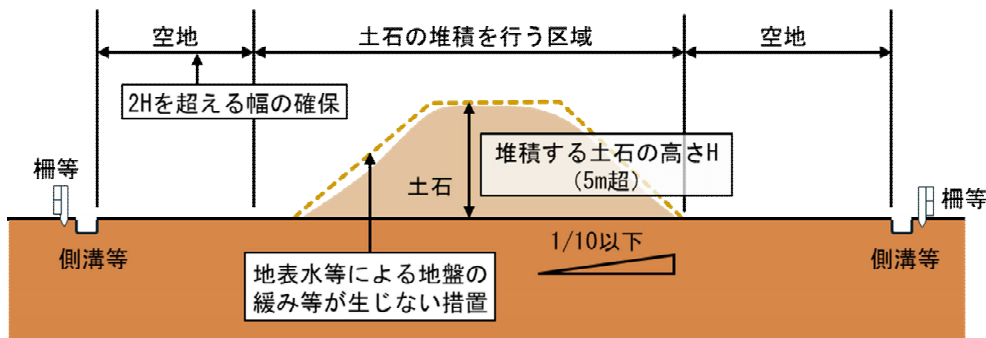 空地
土石の堆積を行う区域
空地
2Hを超える幅の確保
堆積する土石の高さH
（5m超）
柵等
土石
柵等
1/10以下
側溝等
地表水等による地盤の
緩み等が生じない措置
側溝等